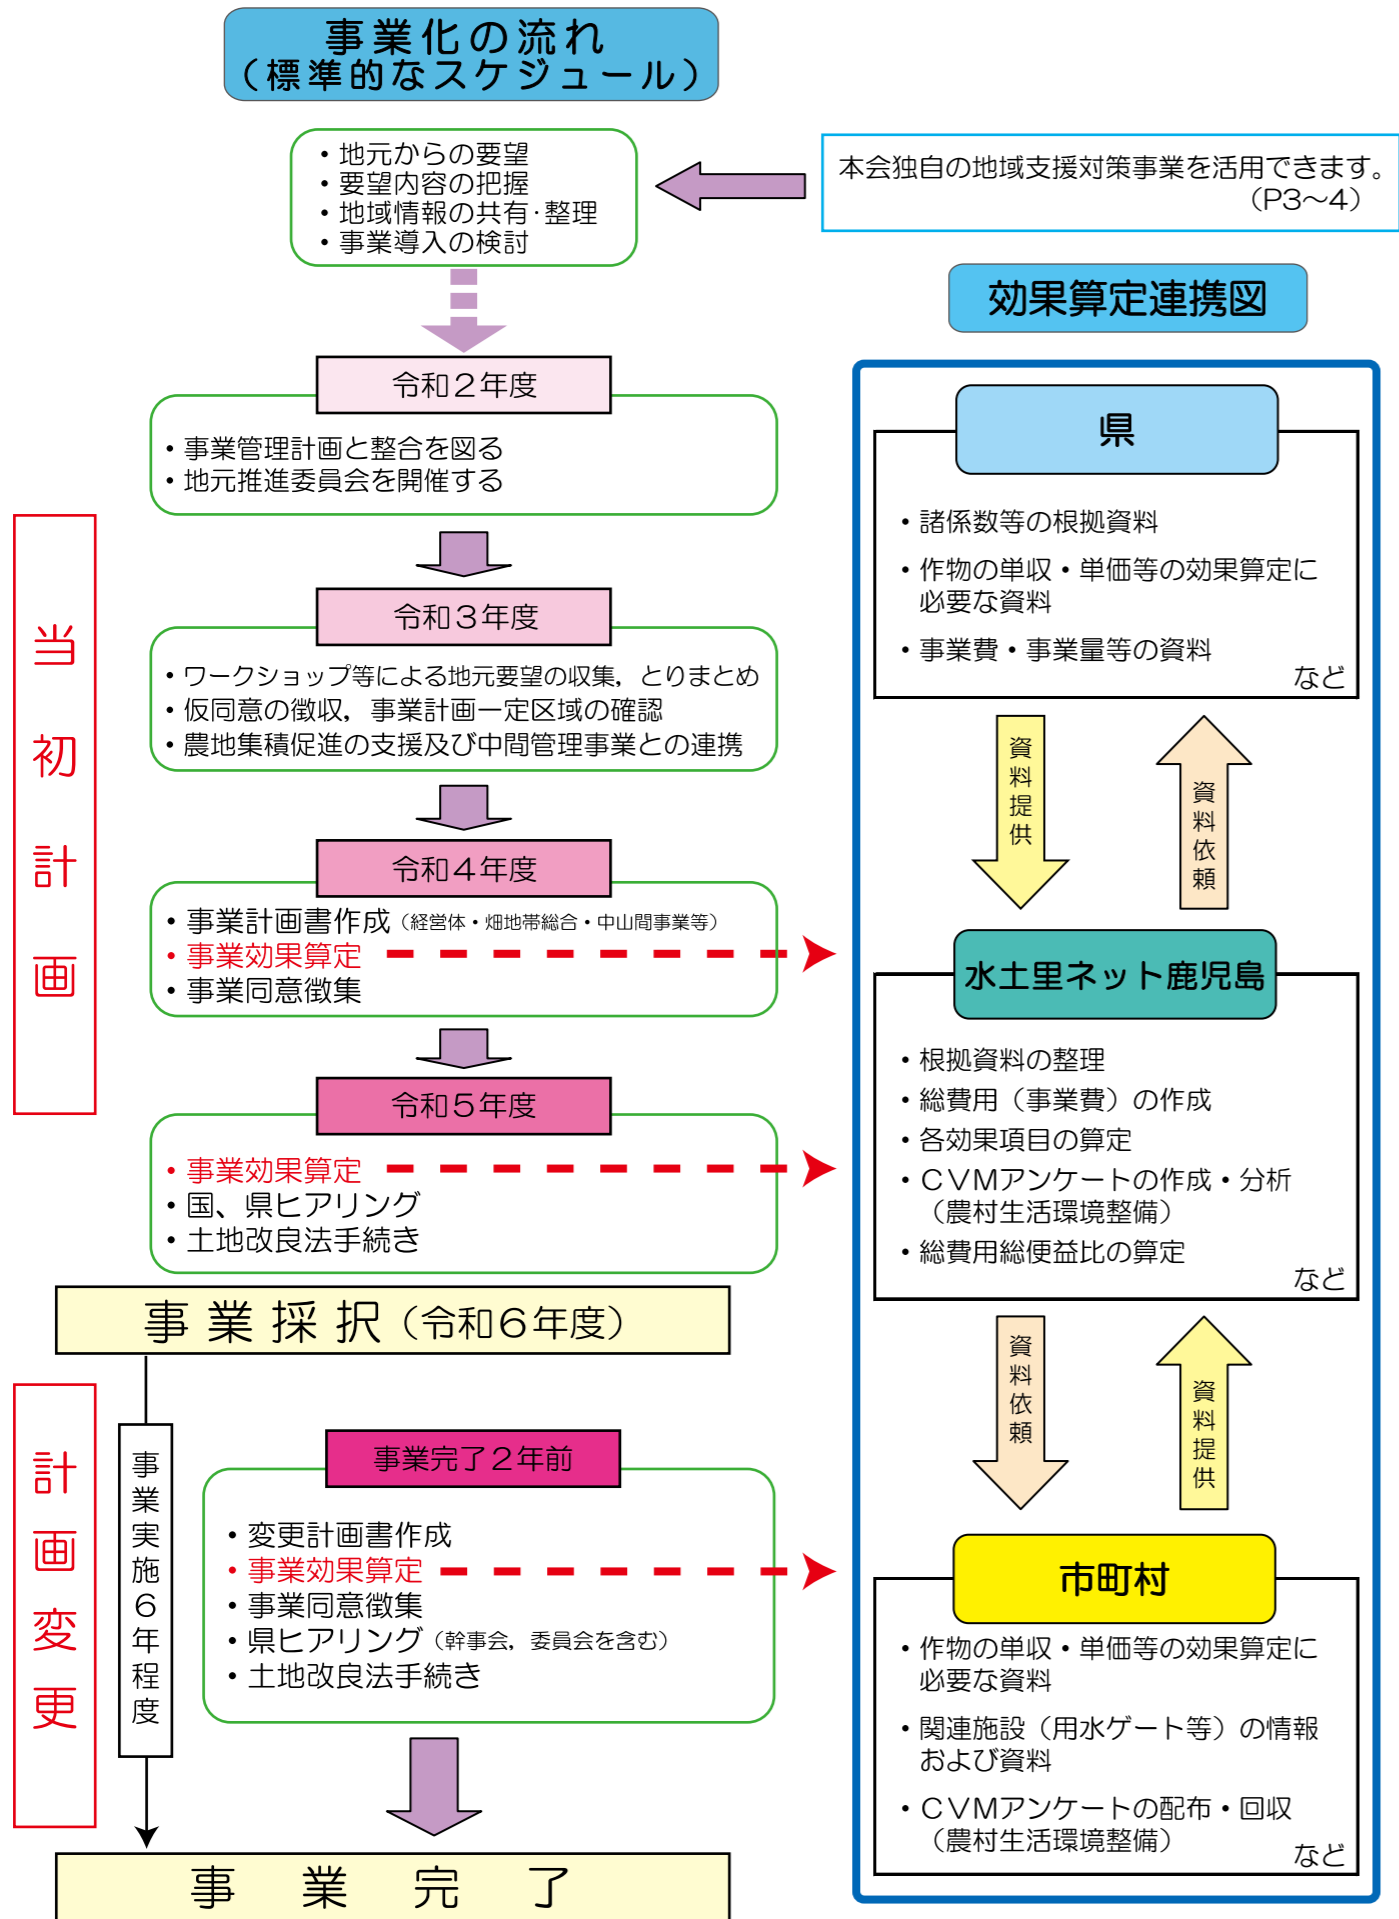 事業化の流れ
（標準的なスケジュール）
・地元からの要望
・要望内容の把握
・地域情報の共有・整理
・事業導入の検討
本会独自の地域支援対策事業を活用できます。
（P3〜4）
令和２年度
・事業管理計画と整合を図る
・地元推進委員会を開催する
当初計画
令和３年度
・ワークショップ等による地元要望の収集，とりまとめ
・仮同意の徴収，事業計画一定区域の確認
・農地集積促進の支援及び中間管理事業との連携
令和４年度
・事業計画書作成（経営体・畑地帯総合・中山間事業等）
・事業効果算定
・事業同意徴集
令和５年度
・事業効果算定
・国、県ヒアリング
・土地改良法手続き
事業採択（令和６年度）
計画変更
事業実施６年程度
事業完了２年前
・変更計画書作成
・事業効果算定
・事業同意徴集
・県ヒアリング（幹事会，委員会を含む）
・土地改良法手続き
事業完了
効果算定連携図
県
・諸係数等の根拠資料
・作物の単収・単価等の効果算定に
必要な資料
・事業費・事業量等の資料
など
資料提供
資料依頼
水土里ネット鹿児島
・根拠資料の整理
・総費用（事業費）の作成
・各効果項目の算定
・ＣＶＭアンケートの作成・分析
（農村生活環境整備）
・総費用総便益比の算定
など
資料依頼
資料提供
市町村
・作物の単収・単価等の効果算定に
必要な資料
・関連施設（用水ゲート等）の情報
および資料
・ＣＶＭアンケートの配布・回収
（農村生活環境整備）
など